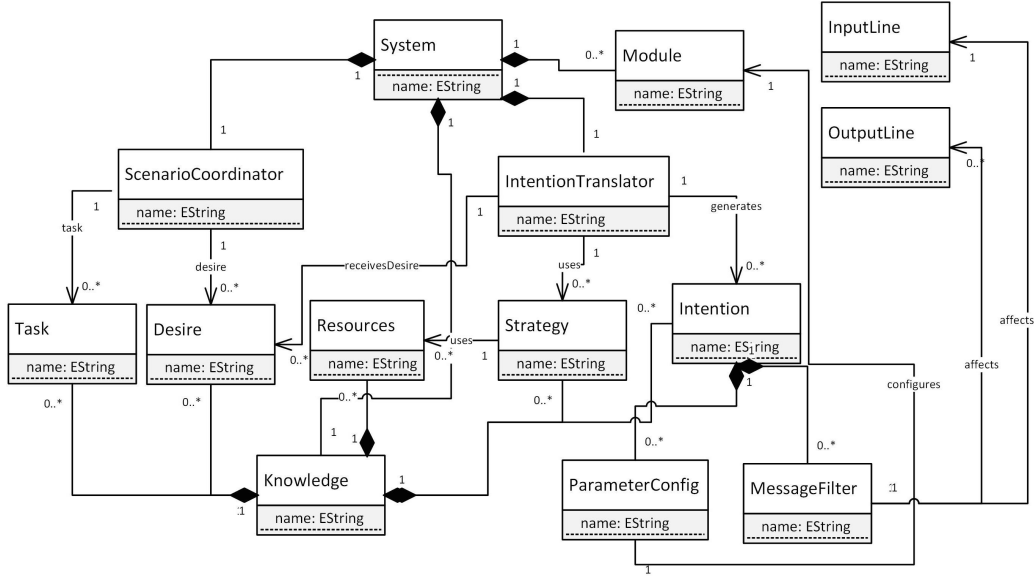 System
name: EString
1
1
1
1
0..*
Module
name: EString
1
InputLine
name: EString
1
OutputLine
name: EString
0..*
1
ScenarioCoordinator
name: EString
1
task
0..*
1
desire
0..*
1
IntentionTranslator
name: EString
1
receivesDesire
0..*
1
uses
0..*
1
generates
0..*
Task
name: EString
0..*
Desire
name: EString
0..*
Resources
name: EString
0..*
uses
1
Strategy
name: EString
0..*
0..*
Intention
name: ES1ring
1
0..*
0..*
affects
affects
configures
0..*
1
1
Knowledge
name: EString
:1
1
ParameterConfig
name: EString
1
MessageFilter
name: EString
:1